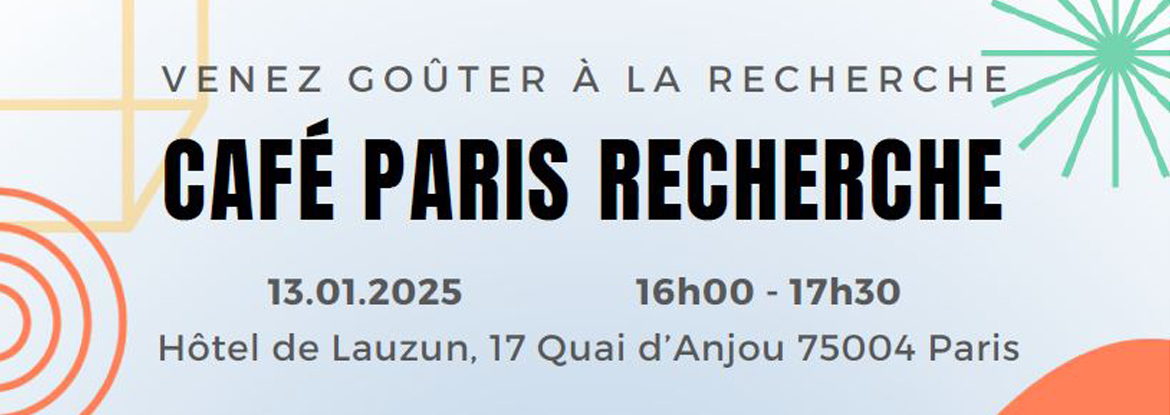 VENEZ GOÛTER À LA RECHERCHE
CAFÉ PARIS RECHERCHE
13.01.2025 16h00 - 17h30
Hôtel de Lauzun, 17 Quai d’Anjou 75004 Paris